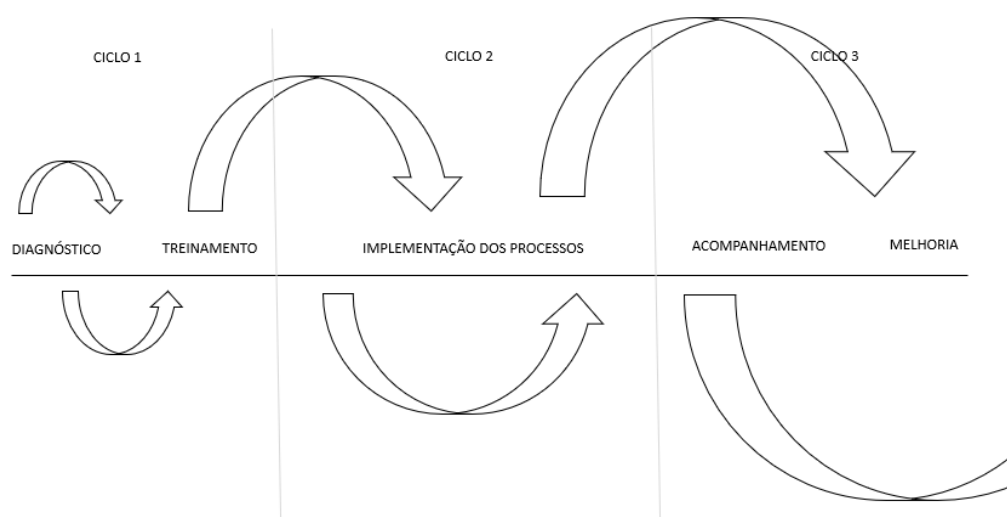 CICLO 1
CICLO 2
CICLO 3
DIAGNÓSTICO
TREINAMENTO
IMPLEMENTAÇÃO DOS PROCESSOS
ACOMPANHAMENTO
MELHORIA